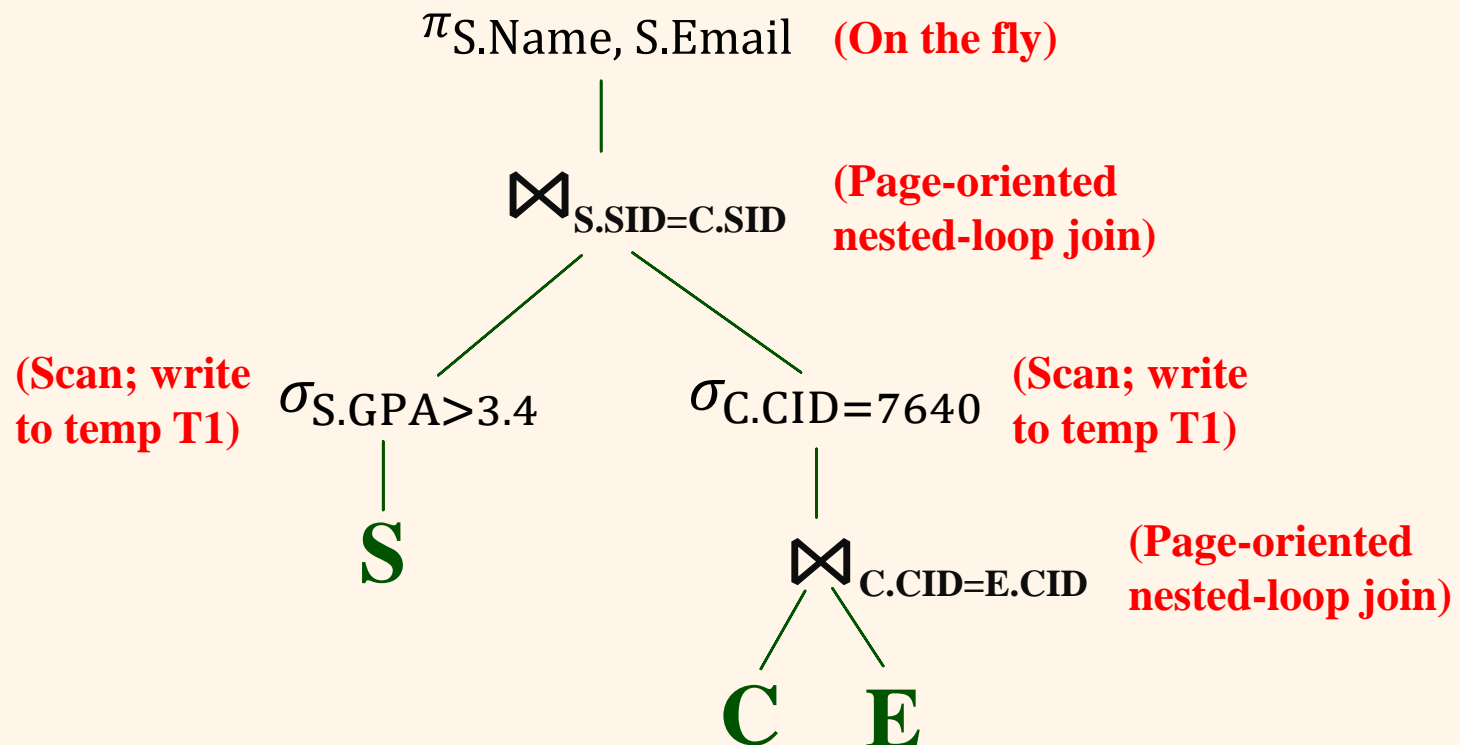 πS.Name, S.Email (On the fly)
⋈S.SID=C.SID (Page-oriented
nested-loop join)
(Scan; write
to temp T1)
σS.GPA>3.4
σC.CID=7640
(Scan; write
to temp T1)
S
⋈C.CID=E.CID
(Page-oriented
nested-loop join)
C E